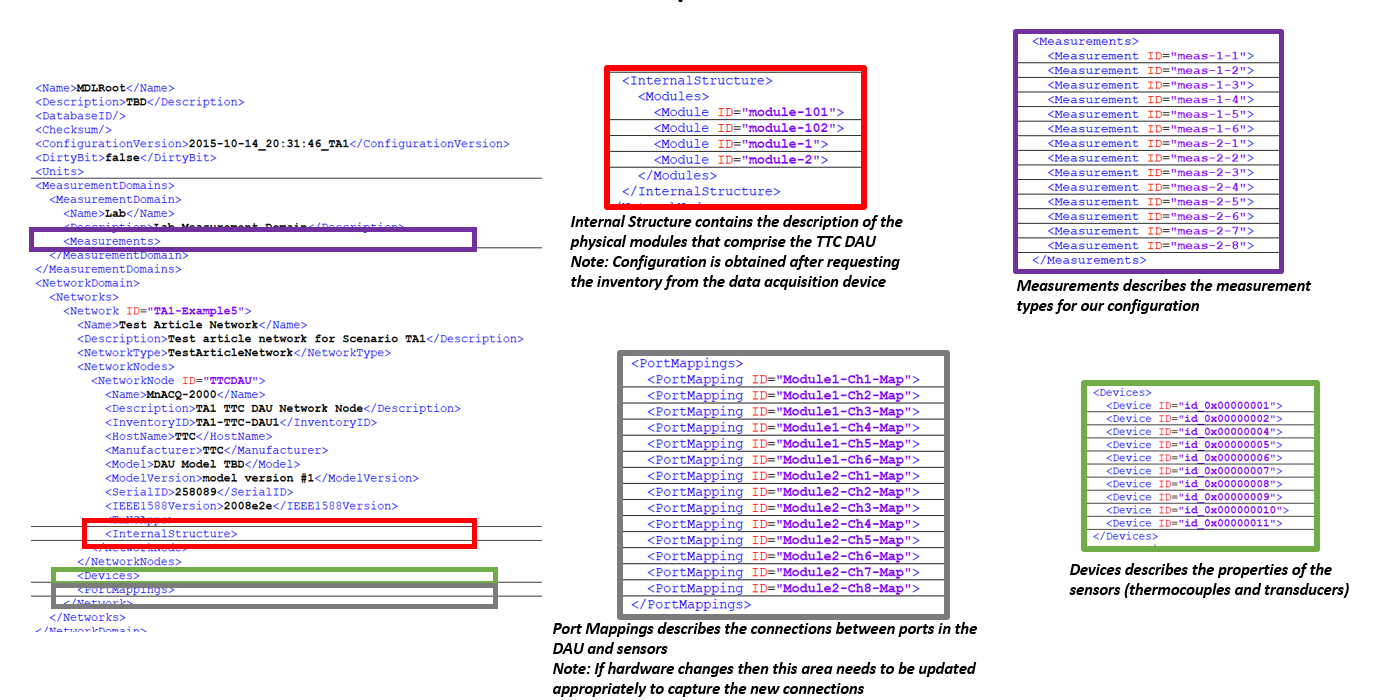 <Name>MDLRoot</Name>
<Description>TBD</Description>
<DatabaseID/>
<Checksum/>
<ConfigurationVersion>2015-10-14_20:31:46_TA1</ConfigurationVersion>
<DirtyBit>false</DirtyBit>
<Units>
<MeasurementDomains>
<MeasurementDomain>
<Name>Lab</Name>
<Description>Lab Measurement Domain</Description>
<Measurements>
</MeasurementDomain>
</MeasurementDomains>
<NetworkDomain>
<Networks>
<Network ID="TA1-Example5">
<Name>Test Article Network</Name>
<Description>Test article network for Scenario TA1</Description>
<NetworkType>TestArticleNetwork</NetworkType>
<NetworkNodes>
<NetworkNode ID="TTCDAU">
<Name>MnACQ-2000</Name>
<Description>TA1 TTC DAU Network Node</Description>
<InventoryID>TA1-TTC-DAU1</InventoryID>
<HostName>TTC</HostName>
<Manufacturer>TTC</Manufacturer>
<Model>DAU Model TBD</Model>
<ModelVersion>model version #1</ModelVersion>
<SerialID>258089</SerialID>
<IEEE1588Version>2008e2e</IEEE1588Version>
<InternalStructure>
</NetworkNode>
</NetworkNodes>
<Devices>
<PortMappings>
</Network>
</Networks>
</NetworkDomain>
<InternalStructure>
<Modules>
<Module ID="module-101">
<Module ID="module-102">
<Module ID="module-1">
<Module ID="module-2">
</Modules>
</InternalStructure>
Internal Structure contains the description of the
physical modules that comprise the TTC DAU
Note: Configuration is obtained after requesting
the inventory from the data acquisition device
<PortMappings>
<PortMapping ID="Module1-Ch1-Map">
<PortMapping ID="Module1-Ch2-Map">
<PortMapping ID="Module1-Ch3-Map">
<PortMapping ID="Module1-Ch4-Map">
<PortMapping ID="Module1-Ch5-Map">
<PortMapping ID="Module1-Ch6-Map">
<PortMapping ID="Module2-Ch1-Map">
<PortMapping ID="Module2-Ch2-Map">
<PortMapping ID="Module2-Ch3-Map">
<PortMapping ID="Module2-Ch4-Map">
<PortMapping ID="Module2-Ch5-Map">
<PortMapping ID="Module2-Ch6-Map">
<PortMapping ID="Module2-Ch7-Map">
<PortMapping ID="Module2-Ch8-Map">
</PortMappings>
Port Mappings describes the connections between ports in the
DAU and sensors
Note: If hardware changes then this area needs to be updated
appropriately to capture the new connections
<Measurements>
<Measurement ID="meas-1-1">
<Measurement ID="meas-1-2">
<Measurement ID="meas-1-3">
<Measurement ID="meas-1-4">
<Measurement ID="meas-1-5">
<Measurement ID="meas-1-6">
<Measurement ID="meas-2-1">
<Measurement ID="meas-2-2">
<Measurement ID="meas-2-3">
<Measurement ID="meas-2-4">
<Measurement ID="meas-2-5">
<Measurement ID="meas-2-6">
<Measurement ID="meas-2-7">
<Measurement ID="meas-2-8">
</Measurements>
Measurements describes the measurement
types for our configuration
<Devices>
<Device ID="id_0x00000001">
<Device ID="id_0x00000002">
<Device ID="id_0x00000004">
<Device ID="id_0x00000005">
<Device ID="id_0x00000006">
<Device ID="id_0x00000007">
<Device ID="id_0x00000008">
<Device ID="id_0x00000009">
<Device ID="id_0x000000010">
<Device ID="id_0x00000011">
</Devices>
Devices describes the properties of the
sensors (thermocouples and transducers)